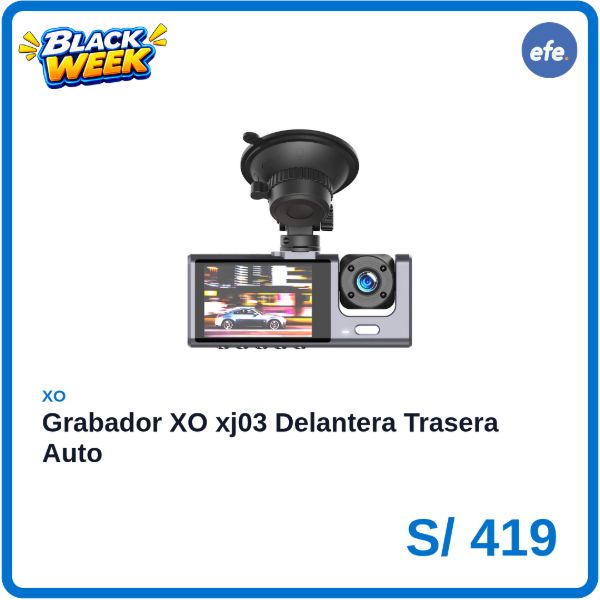 BLACK
WEEK
efe.
XO
Grabador XO xj03 Delantera Trasera
Auto
S/ 419